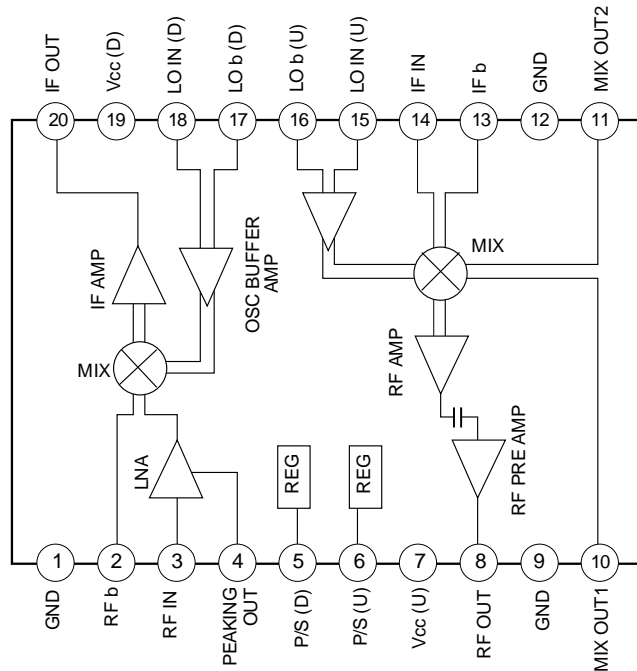 IF OUT
Vcc (D)
LO IN (D)
LO b (D)
LO b (U)
LO IN (U)
IF IN
IF b
GND
MIX OUT2
20
19
18
17
16
15
14
13
12
11
IF AMP
OSC BUFFER
AMP
MIX
MIX
RF AMP
LNA
REG
REG
RF PRE AMP
1
2
3
4
5
6
7
8
9
10
GND
RF b
RF IN
PEAKING
OUT
P/S (D)
P/S (U)
Vcc (U)
RF OUT
GND
MIX OUT1